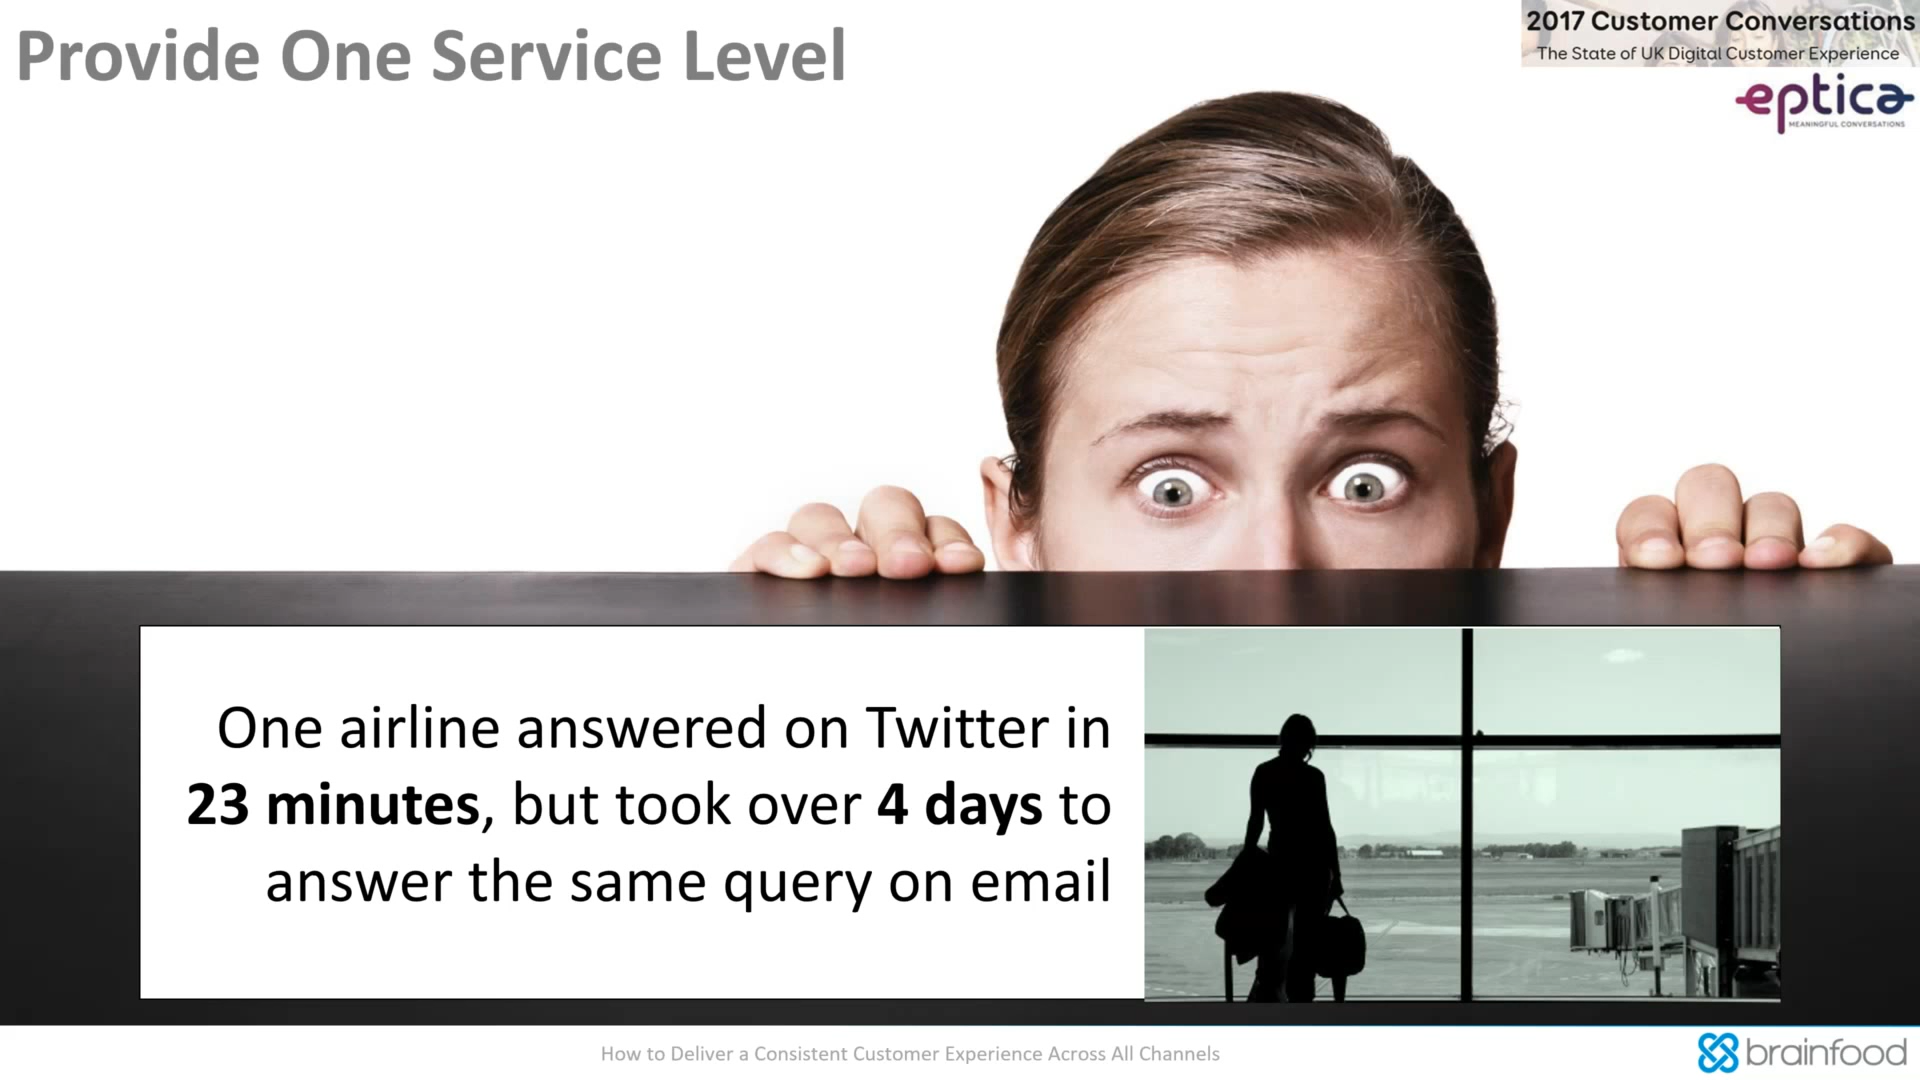 Provide One Service Level
2017 Customer Conversations
The State of UK Digital Customer Experience
eptica
MEANINGFUL CONVERSATIONS
One airline answered on Twitter in
23 minutes, but took over 4 days to
answer the same query on email
How to Deliver a Consistent Customer Experience Across All Channels
brainfood